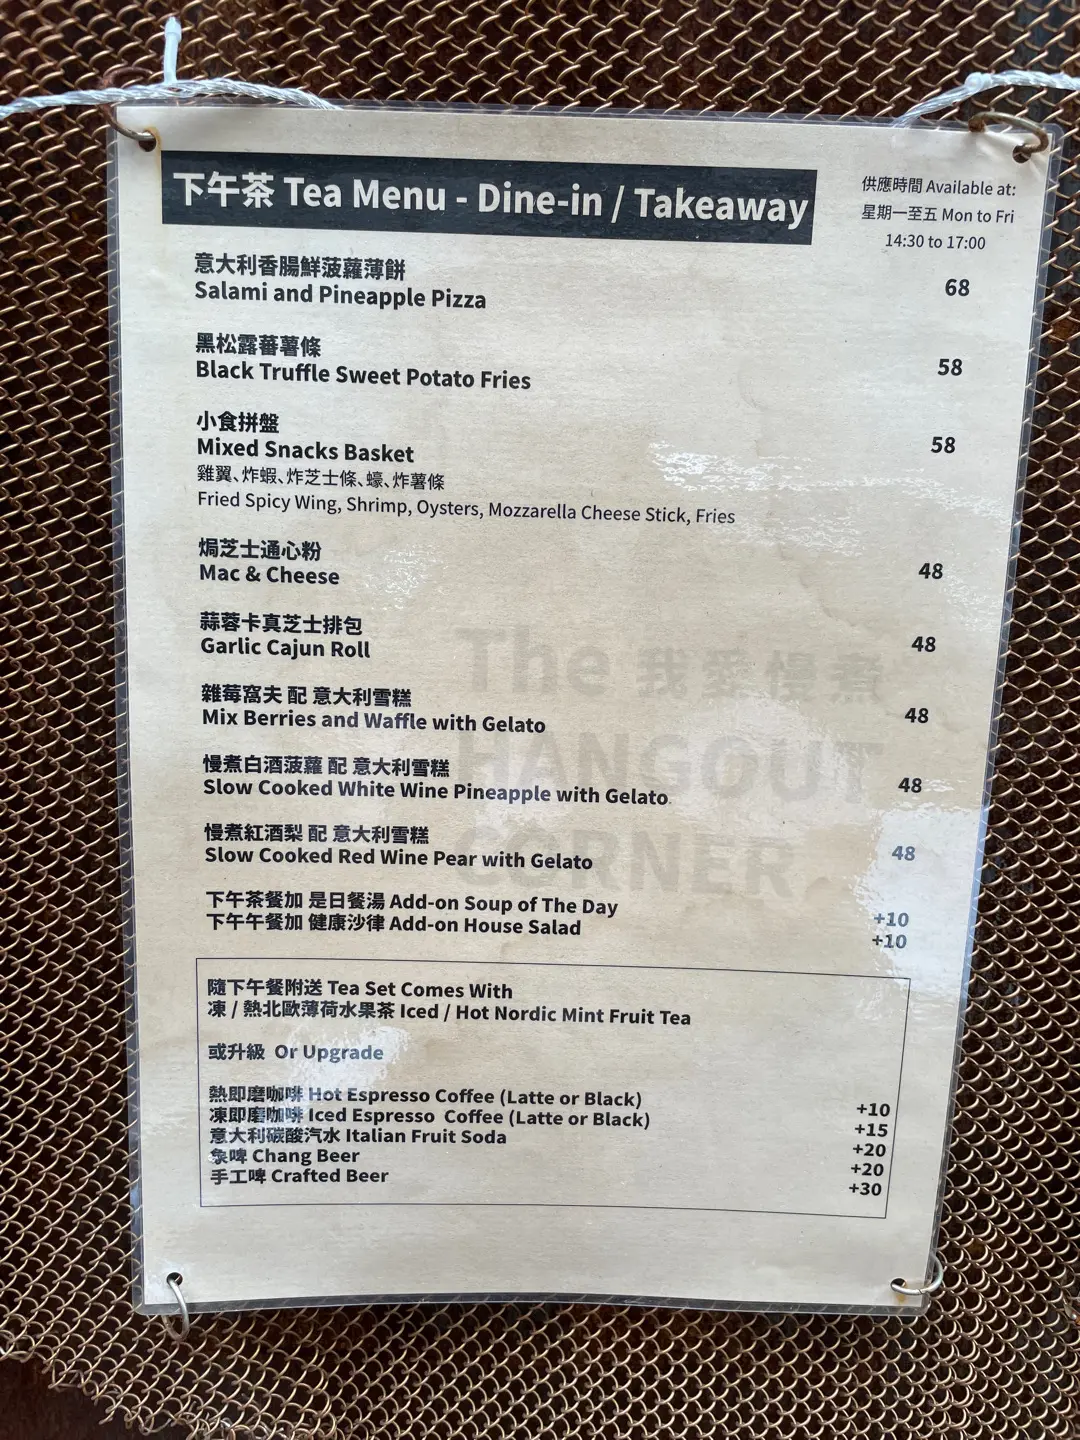 下午茶 Tea Menu - Dine-in / Takeaway
供應時間 Available at:
星期一至五 Mon to Fri
14:30 to 17:00
意大利香腸鮮菠蘿薄餅
Salami and Pineapple Pizza
68
黑松露蕃薯條
Black Truffle Sweet Potato Fries
58
小食拼盤
Mixed Snacks Basket
58
雞翼、炸蝦、炸芝士條、蠔、炸薯條
Fried Spicy Wing, Shrimp, Oysters, Mozzarella Cheese Stick, Fries
焗芝士通心粉
Mac & Cheese
48
蒜蓉卡真芝士排包
Garlic Cajun Roll
48
雜莓窩夫 配 意大利雪糕
Mix Berries and Waffle with Gelato
48
慢煮白酒菠蘿 配 意大利雪糕
Slow Cooked White Wine Pineapple with Gelato
48
慢煮紅酒梨 配 意大利雪糕
Slow Cooked Red Wine Pear with Gelato
48
下午茶餐加 是日餐湯 Add-on Soup of The Day +10
下午午餐加 健康沙律 Add-on House Salad +10
The 我愛慢煮
HANGOUT
CORNER
隨下午餐附送 Tea Set Comes With
凍 / 熱北歐薄荷水果茶 Iced / Hot Nordic Mint Fruit Tea
或升級 Or Upgrade
熱即磨咖啡 Hot Espresso Coffee (Latte or Black) +10
凍即磨咖啡 Iced Espresso Coffee (Latte or Black) +15
意大利碳酸汽水 Italian Fruit Soda +20
象啤 Chang Beer +20
手工啤 Crafted Beer +30